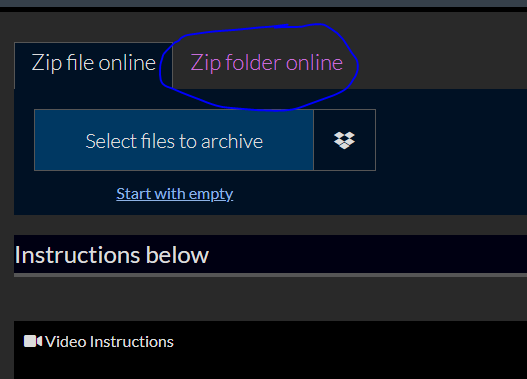 Zip file online
Zip folder online
Select files to archive
Start with empty
Instructions below
Video Instructions